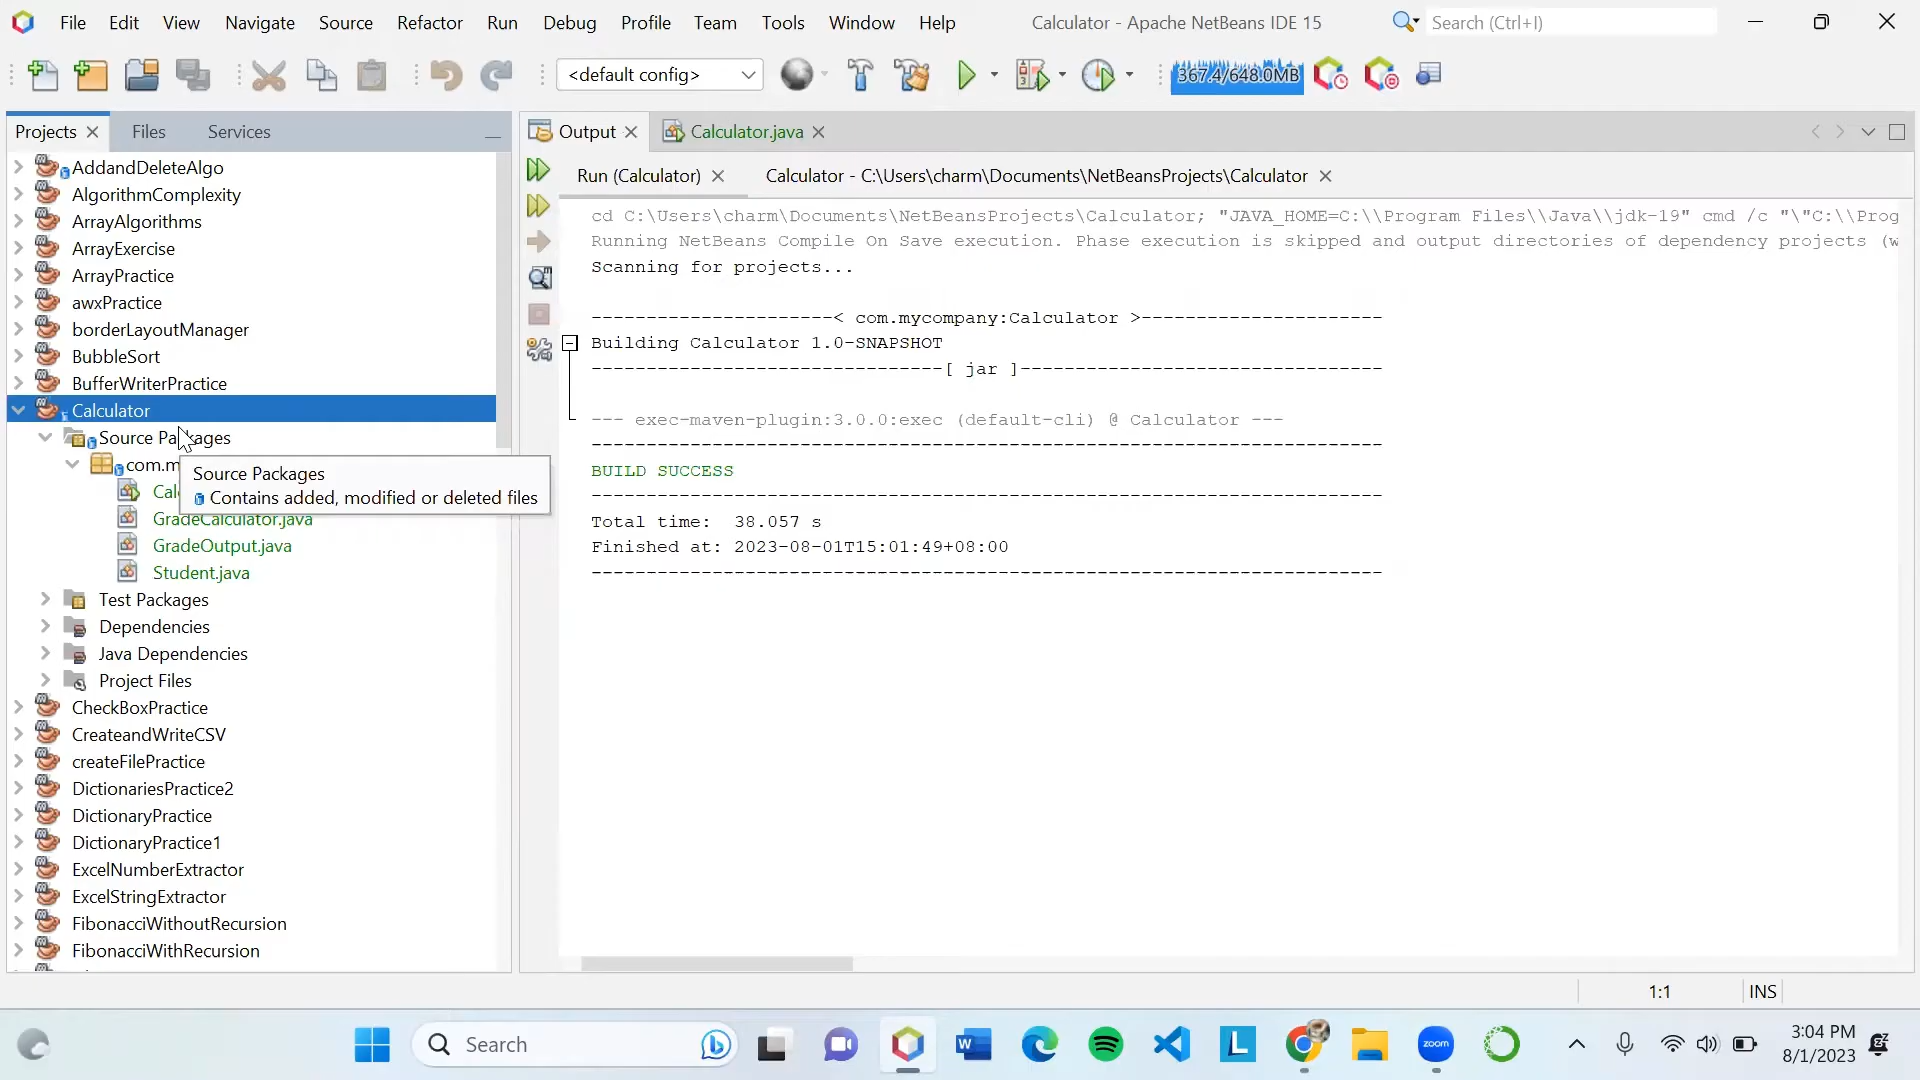 File Edit View Navigate Source Refactor Run Debug Profile Team Tools Window Help Calculator - Apache NetBeans IDE 15 Search (Ctrl+I)
<default config> 367.4/648.0MB
Projects Files Services
Output Calculator.java
Run (Calculator) Calculator - C:\Users\charm\Documents\NetBeansProjects\Calculator
AddandDeleteAlgo
AlgorithmComplexity
ArrayAlgorithms
ArrayExercise
ArrayPractice
awxPractice
borderLayoutManager
BubbleSort
BufferWriterPractice
Calculator
Source Packages
com.m
Source Packages
Contains added, modified or deleted files
Cal
GradeCalculator.java
GradeOutput.java
Student.java
Test Packages
Dependencies
Java Dependencies
Project Files
CheckBoxPractice
CreateandWriteCSV
createFilePractice
DictionariesPractice2
DictionaryPractice
DictionaryPractice1
ExcelNumberExtractor
ExcelStringExtractor
FibonacciWithoutRecursion
FibonacciWithRecursion
cd C:\Users\charm\Documents\NetBeansProjects\Calculator; "JAVA_HOME=C:\\Program Files\\Java\\jdk-19" cmd /c "\"C:\\Prog
Running NetBeans Compile On Save execution. Phase execution is skipped and output directories of dependency projects (w
Scanning for projects...
----------------------< com.mycompany:Calculator >----------------------
Building Calculator 1.0-SNAPSHOT
--------------------------------[ jar ]---------------------------------
--- exec-maven-plugin:3.0.0:exec (default-cli) @ Calculator ---
------------------------------------------------------------------------
BUILD SUCCESS
------------------------------------------------------------------------
Total time: 38.057 s
Finished at: 2023-08-01T15:01:49+08:00
------------------------------------------------------------------------
1:1 INS
Search zoom 3:04 PM
8/1/2023